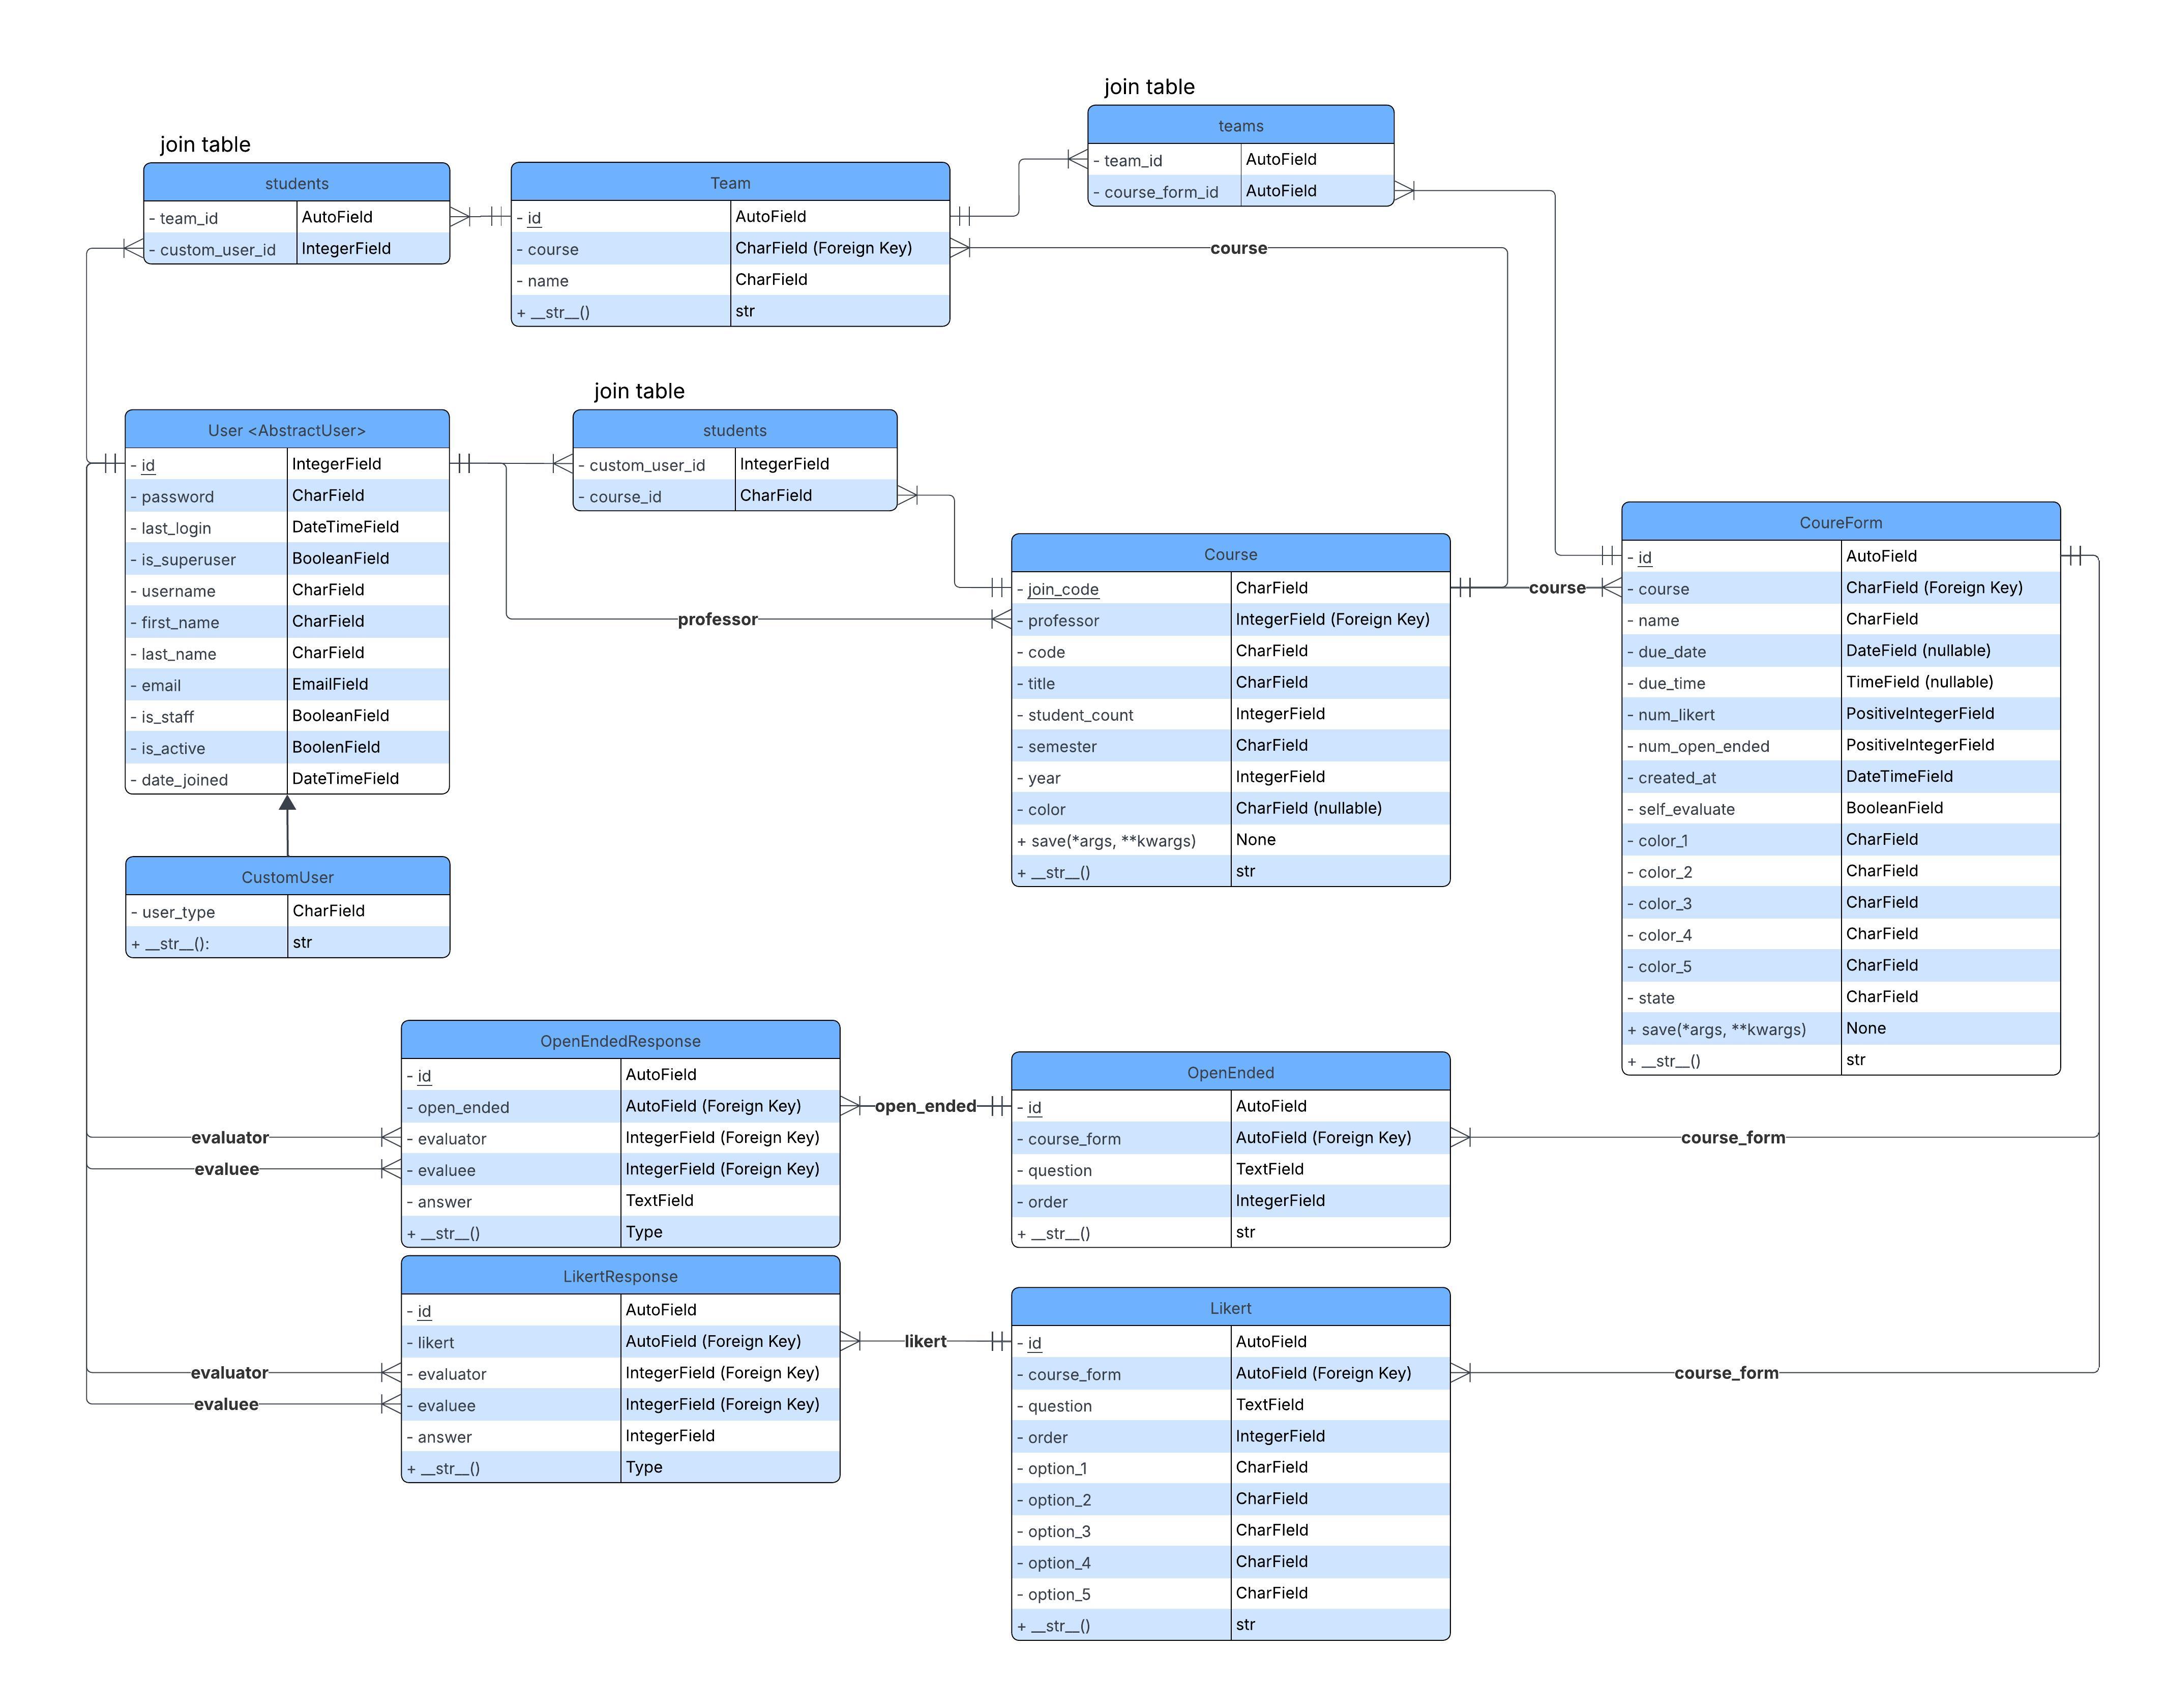 join table
teams
- team_id AutoField
- course_form_id AutoField
join table
students
- team_id AutoField
- custom_user_id IntegerField
Team
- id AutoField
- course CharField (Foreign Key)
- name CharField
+ __str__() str
course
join table
students
- custom_user_id IntegerField
- course_id CharField
User <AbstractUser>
- id IntegerField
- password CharField
- last_login DateTimeField
- is_superuser BooleanField
- username CharField
- first_name CharField
- last_name CharField
- email EmailField
- is_staff BooleanField
- is_active BoolenField
- date_joined DateTimeField
professor
Course
- join_code CharField
- professor IntegerField (Foreign Key)
- code CharField
- title CharField
- student_count IntegerField
- semester CharField
- year IntegerField
- color CharField (nullable)
+ save(*args, **kwargs) None
+ __str__() str
course
CoureForm
- id AutoField
- course CharField (Foreign Key)
- name CharField
- due_date DateField (nullable)
- due_time TimeField (nullable)
- num_likert PositiveIntegerField
- num_open_ended PositiveIntegerField
- created_at DateTimeField
- self_evaluate BooleanField
- color_1 CharField
- color_2 CharField
- color_3 CharField
- color_4 CharField
- color_5 CharField
- state CharField
+ save(*args, **kwargs) None
+ __str__() str
CustomUser
- user_type CharField
+ __str__(): str
OpenEndedResponse
- id AutoField
- open_ended AutoField (Foreign Key)
- evaluator IntegerField (Foreign Key)
- evaluee IntegerField (Foreign Key)
- answer TextField
+ __str__() Type
evaluator
evaluee
open_ended
OpenEnded
- id AutoField
- course_form AutoField (Foreign Key)
- question TextField
- order IntegerField
+ __str__() str
course_form
LikertResponse
- id AutoField
- likert AutoField (Foreign Key)
- evaluator IntegerField (Foreign Key)
- evaluee IntegerField (Foreign Key)
- answer IntegerField
+ __str__() Type
evaluator
evaluee
likert
Likert
- id AutoField
- course_form AutoField (Foreign Key)
- question TextField
- order IntegerField
- option_1 CharField
- option_2 CharField
- option_3 CharFIeld
- option_4 CharField
- option_5 CharField
+ __str__() str
course_form